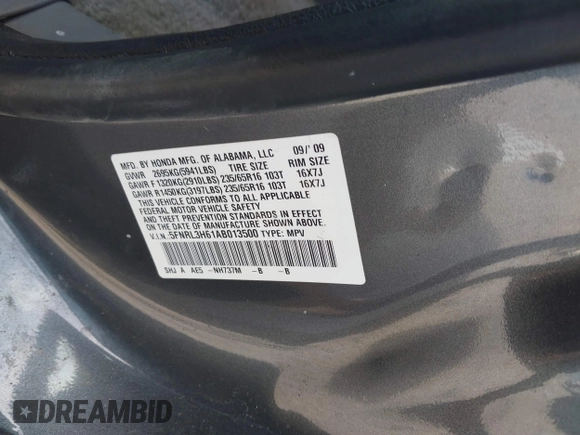 MFD. BY HONDA MFG. OF ALABAMA, LLC 09/'09
GVWR 2695KG(5941LBS) TIRE SIZE RIM SIZE
GAWR F 1320KG(2910LBS) 235/65R16 103T 16X7J
GAWR R 1450KG(3197LBS) 235/65R16 103T 16X7J
THIS VEHICLE CONFORMS TO ALL APPLICABLE
FEDERAL MOTOR VEHICLE SAFETY
AND THEFT PREVENTION STANDARDS IN EFFECT
ON THE DATE OF MANUFACTURE SHOWN ABOVE.
V.I.N.:5FNRL3H61AB013500 TYPE: MPV
SHJ A AE5 -NH737M -B -B
DREAMBID